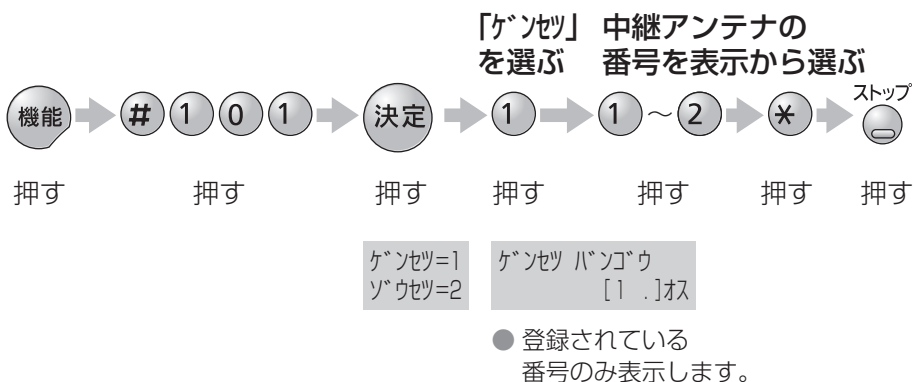 「ｹﾞﾝｾﾂ」 中継アンテナの
を選ぶ 番号を表示から選ぶ
ストップ
機能 # 1 0 1 決定 1 1 ～ 2 *
押す 押す 押す 押す 押す 押す 押す
ｹﾞﾝｾﾂ=1
ｿﾞｳｾﾂ=2
ｹﾞﾝｾﾂ ﾊﾞﾝｺﾞｳ
[1 .]ｵｽ
● 登録されている
番号のみ表示します。